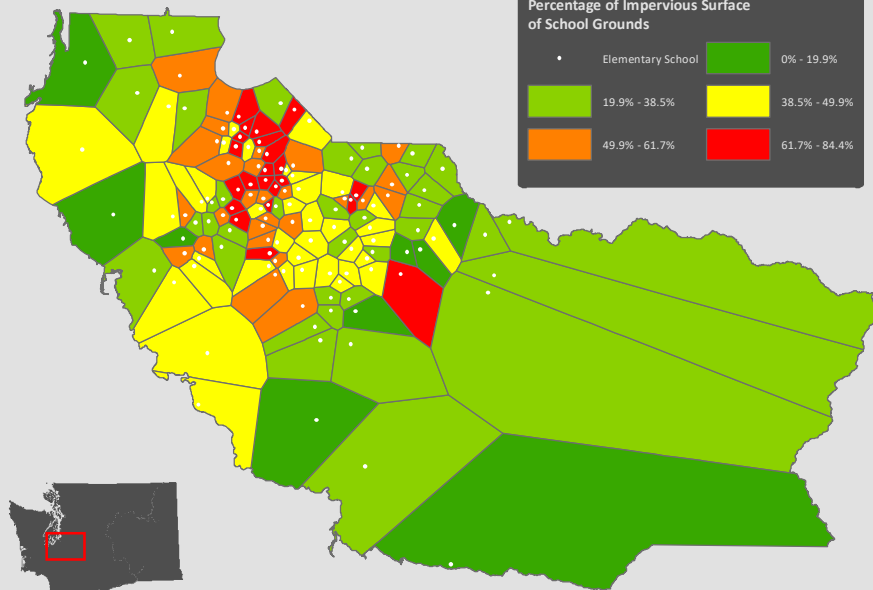 Percentage of Impervious Surface
of School Grounds
Elementary School
0% - 19.9%
19.9% - 38.5%
38.5% - 49.9%
49.9% - 61.7%
61.7% - 84.4%